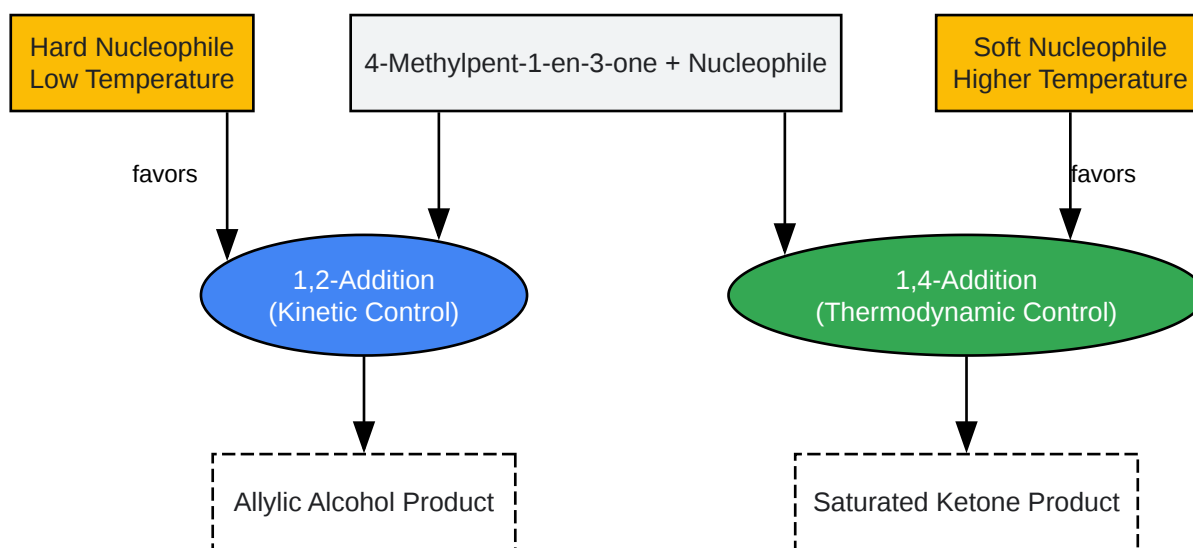 Hard Nucleophile
Low Temperature
4-Methylpent-1-en-3-one + Nucleophile
Soft Nucleophile
Higher Temperature
favors
favors
1,2-Addition
(Kinetic Control)
1,4-Addition
(Thermodynamic Control)
Allylic Alcohol Product
Saturated Ketone Product